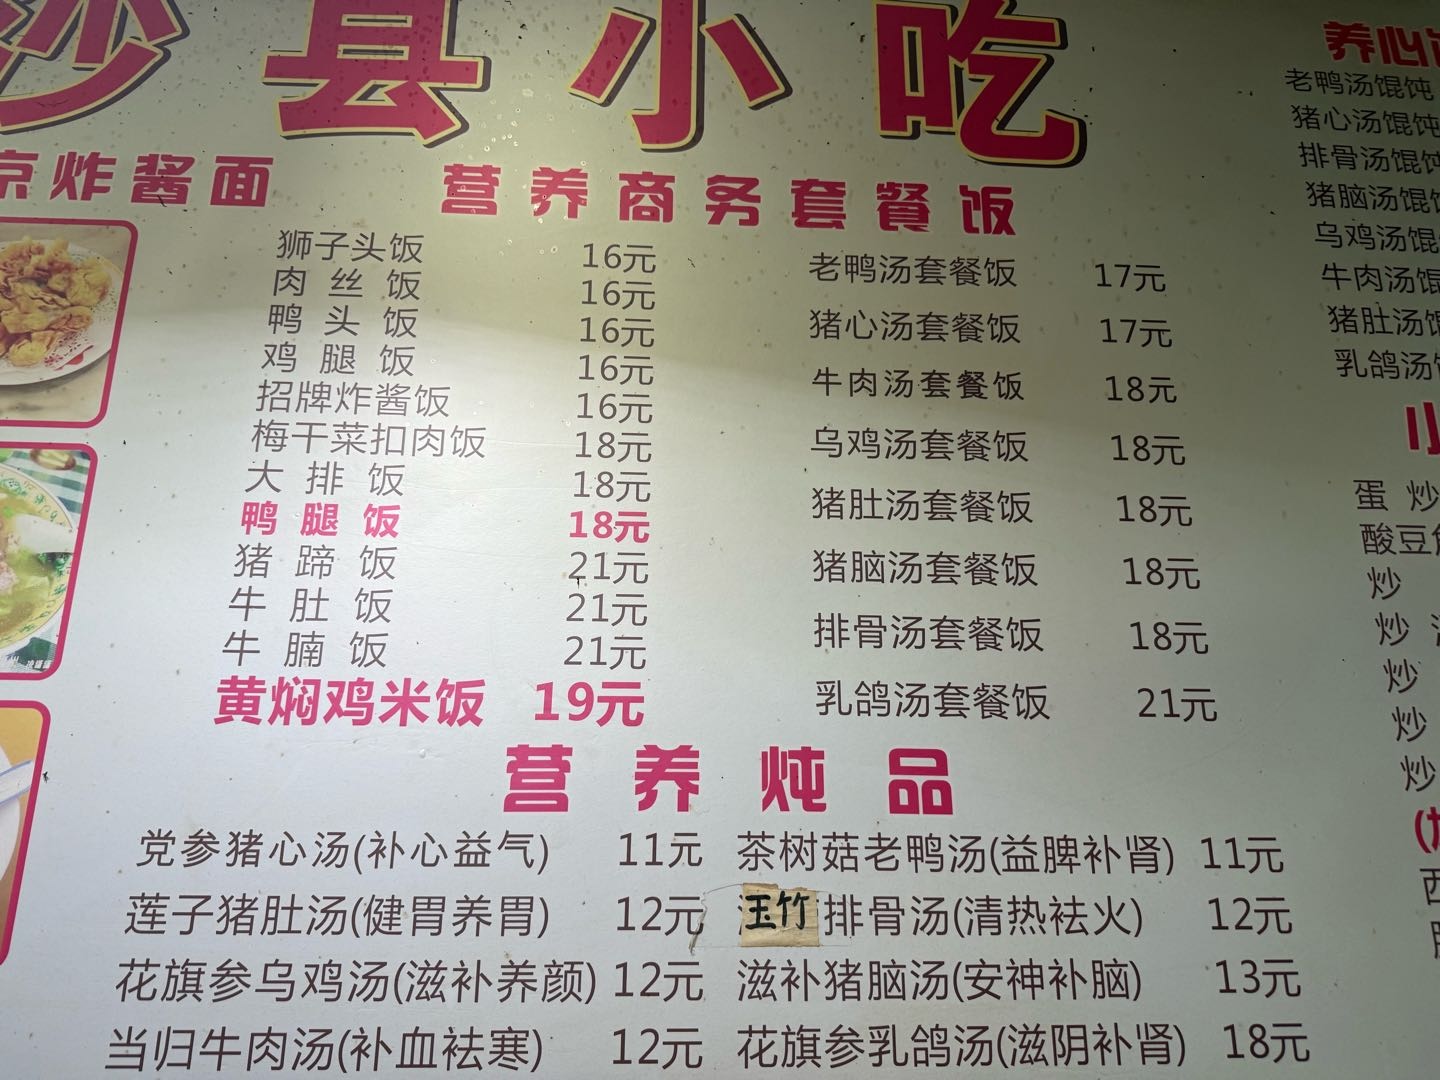 沙县小吃
京炸酱面
营养商务套餐饭
狮子头饭 16元
肉丝饭 16元
鸭头饭 16元
鸡腿饭 16元
招牌炸酱饭 16元
梅干菜扣肉饭 18元
大排饭 18元
鸭腿饭 18元
猪蹄饭 21元
牛肚饭 21元
牛腩饭 21元
黄焖鸡米饭 19元
老鸭汤套餐饭 17元
猪心汤套餐饭 17元
牛肉汤套餐饭 18元
乌鸡汤套餐饭 18元
猪肚汤套餐饭 18元
猪脑汤套餐饭 18元
排骨汤套餐饭 18元
乳鸽汤套餐饭 21元
营养炖品
党参猪心汤(补心益气) 11元
莲子猪肚汤(健胃养胃) 12元
花旗参乌鸡汤(滋补养颜) 12元
当归牛肉汤(补血祛寒) 12元
茶树菇老鸭汤(益脾补肾) 11元
玉竹排骨汤(清热祛火) 12元
滋补猪脑汤(安神补脑) 13元
花旗参乳鸽汤(滋阴补肾) 18元
养心
老鸭汤馄饨
猪心汤馄饨
排骨汤馄饨
猪脑汤馄
乌鸡汤馄
牛肉汤馄
猪肚汤馄
乳鸽汤
小
蛋炒
酸豆
炒
炒
炒
炒
炒
西